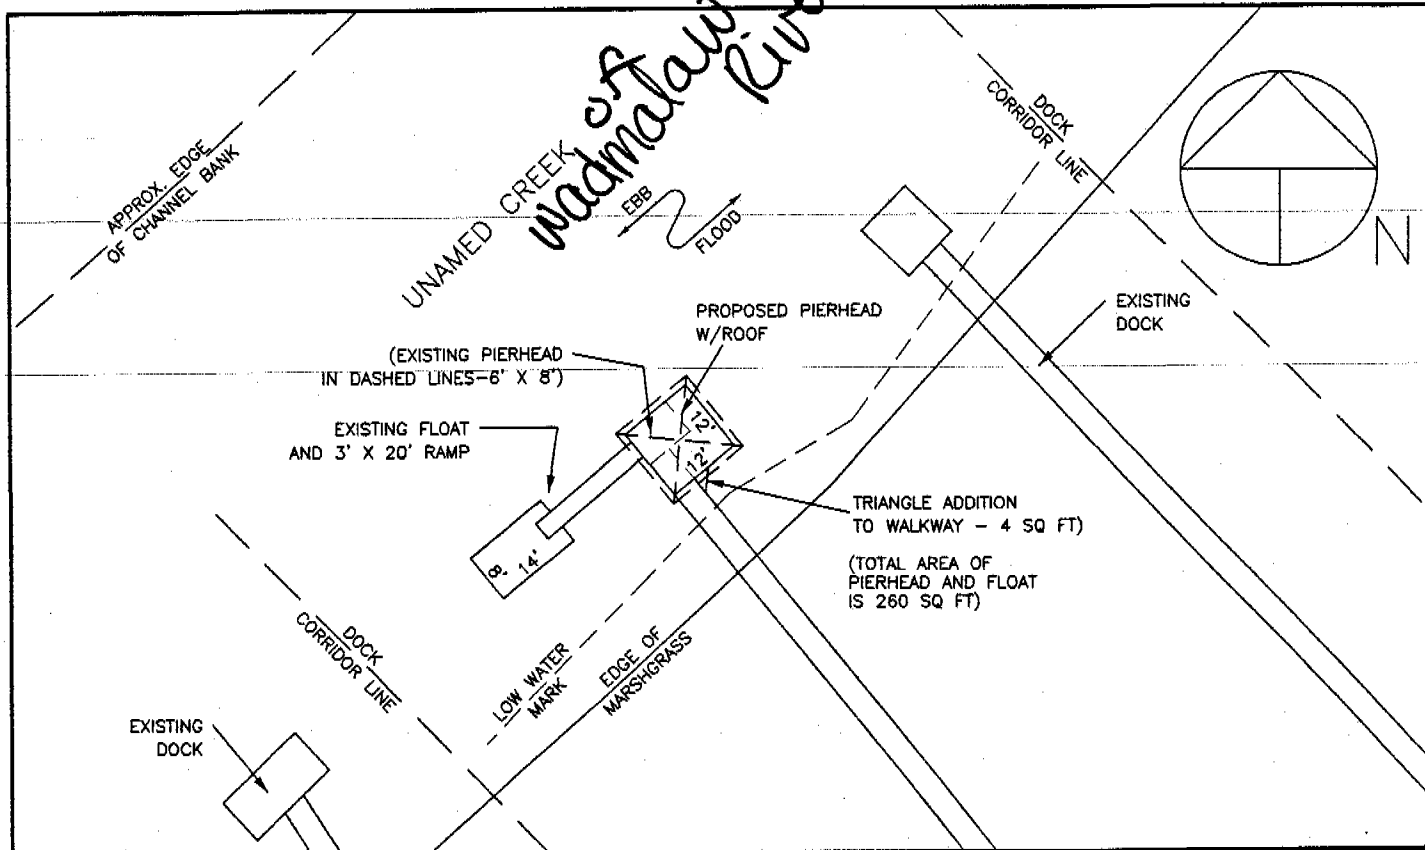 of
wadmalaw
River
UNAMED CREEK
APPROX. EDGE
OF CHANNEL BANK
EBB
FLOOD
DOCK
CORRIDOR LINE
N
EXISTING
DOCK
PROPOSED PIERHEAD
W/ROOF
(EXISTING PIERHEAD
IN DASHED LINES-6' X 8')
EXISTING FLOAT
AND 3' X 20' RAMP
12'
12'
8'
14'
TRIANGLE ADDITION
TO WALKWAY - 4 SQ FT)
(TOTAL AREA OF
PIERHEAD AND FLOAT
IS 260 SQ FT)
DOCK
CORRIDOR LINE
LOW WATER
MARK
EDGE OF
MARSHGRASS
EXISTING
DOCK